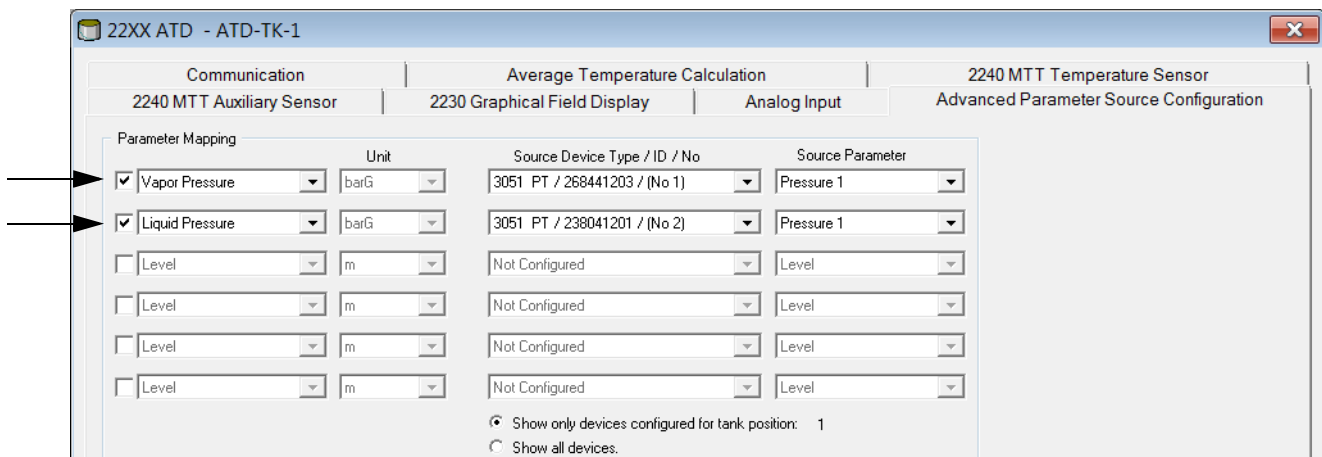 22XX ATD - ATD-TK-1
Communication Average Temperature Calculation 2240 MTT Temperature Sensor
2240 MTT Auxiliary Sensor 2230 Graphical Field Display Analog Input Advanced Parameter Source Configuration
Parameter Mapping
Unit Source Device Type / ID / No Source Parameter
Vapor Pressure barG 3051 PT / 268441203 / (No 1) Pressure 1
Liquid Pressure barG 3051 PT / 238041201 / (No 2) Pressure 1
Level m Not Configured Level
Level m Not Configured Level
Level m Not Configured Level
Level m Not Configured Level
Show only devices configured for tank position: 1
Show all devices.